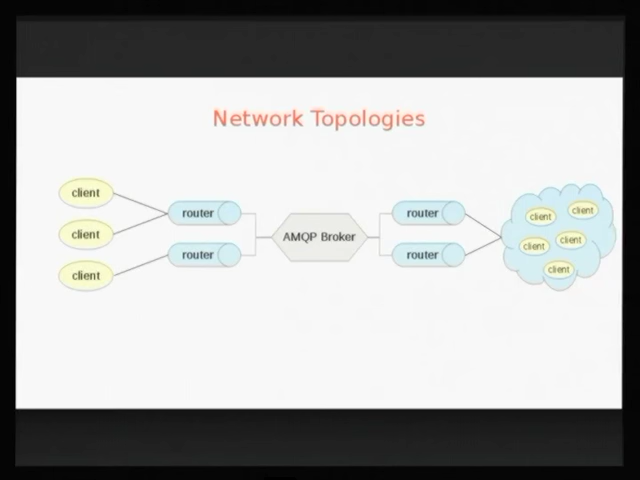 Network Topologies
client
client
client
router
router
AMQP Broker
router
router
client
client
client
client
client